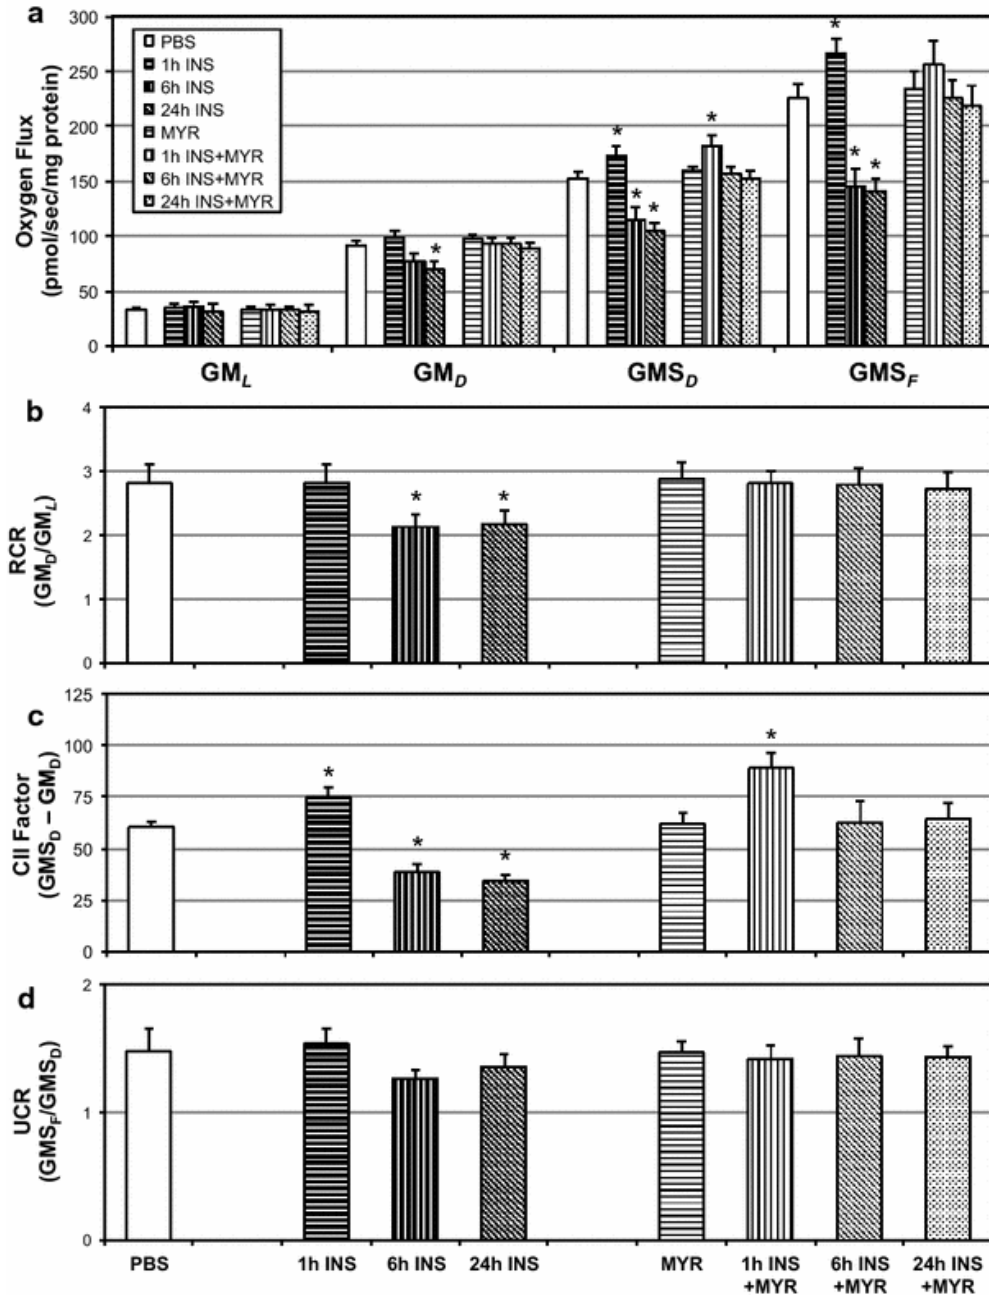 a
300
250
200
150
100
50
0
Oxygen Flux
(pmol/sec/mg protein)
PBS
1h INS
6h INS
24h INS
MYR
1h INS+MYR
6h INS+MYR
24h INS+MYR
* * * * * * * *
GM_L GM_D GMS_D GMS_F
b
4
3
2
1
0
RCR
(GM_D/GM_L)
* *
c
125
100
75
50
25
0
CII Factor
(GMS_D – GM_D)
* * * *
d
2
1
0
UCR
(GMS_F/GMS_D)
PBS 1h INS 6h INS 24h INS MYR 1h INS 6h INS 24h INS
+MYR +MYR +MYR